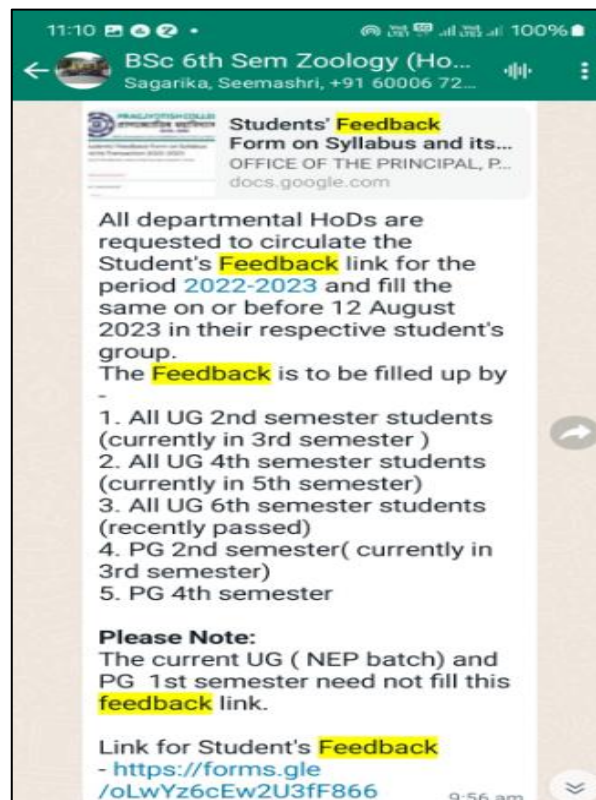 11:10
100%
BSc 6th Sem Zoology (Ho...
Sagarika, Seemashri, +91 60006 72...
Students' Feedback
Form on Syllabus and its...
OFFICE OF THE PRINCIPAL, P...
docs.google.com
All departmental HoDs are
requested to circulate the
Student's Feedback link for the
period 2022-2023 and fill the
same on or before 12 August
2023 in their respective student's
group.
The Feedback is to be filled up by
-
1. All UG 2nd semester students
(currently in 3rd semester )
2. All UG 4th semester students
(currently in 5th semester)
3. All UG 6th semester students
(recently passed)
4. PG 2nd semester( currently in
3rd semester)
5. PG 4th semester
Please Note:
The current UG ( NEP batch) and
PG 1st semester need not fill this
feedback link.
Link for Student's Feedback
- https://forms.gle
/oLwYz6cEw2U3fF866
9:56 am